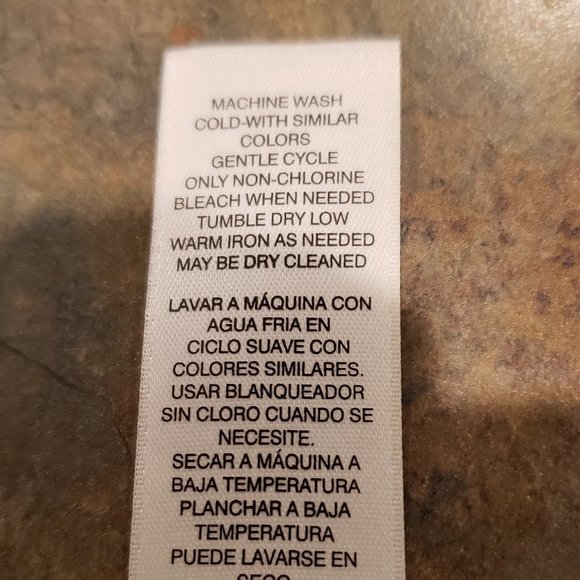 MACHINE WASH
COLD-WITH SIMILAR
COLORS
GENTLE CYCLE
ONLY NON-CHLORINE
BLEACH WHEN NEEDED
TUMBLE DRY LOW
WARM IRON AS NEEDED
MAY BE DRY CLEANED
LAVAR A MÁQUINA CON
AGUA FRIA EN
CICLO SUAVE CON
COLORES SIMILARES.
USAR BLANQUEADOR
SIN CLORO CUANDO SE
NECESITE.
SECAR A MÁQUINA A
BAJA TEMPERATURA
PLANCHAR A BAJA
TEMPERATURA
PUEDE LAVARSE EN
SECO